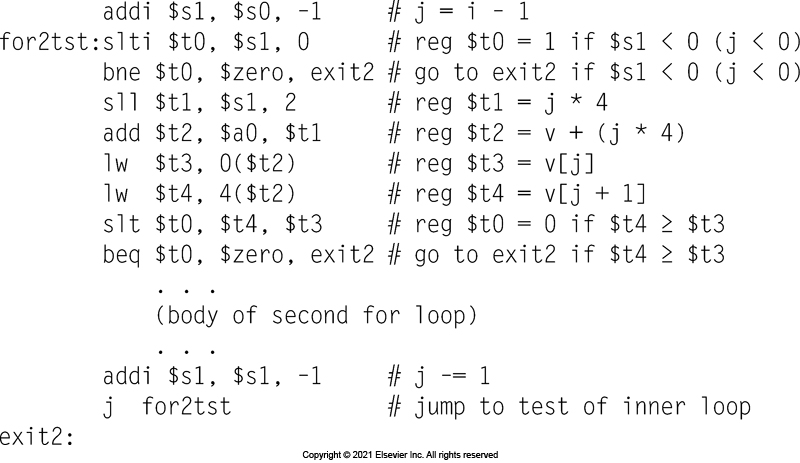 addi $s1, $s0, -1 # j = i - 1
for2tst:slti $t0, $s1, 0 # reg $t0 = 1 if $s1 < 0 (j < 0)
bne $t0, $zero, exit2 # go to exit2 if $s1 < 0 (j < 0)
sll $t1, $s1, 2 # reg $t1 = j * 4
add $t2, $a0, $t1 # reg $t2 = v + (j * 4)
lw $t3, 0($t2) # reg $t3 = v[j]
lw $t4, 4($t2) # reg $t4 = v[j + 1]
slt $t0, $t4, $t3 # reg $t0 = 0 if $t4 ≥ $t3
beq $t0, $zero, exit2 # go to exit2 if $t4 ≥ $t3
. . .
(body of second for loop)
. . .
addi $s1, $s1, -1 # j -= 1
j for2tst # jump to test of inner loop
exit2:
Copyright © 2021 Elsevier Inc. All rights reserved